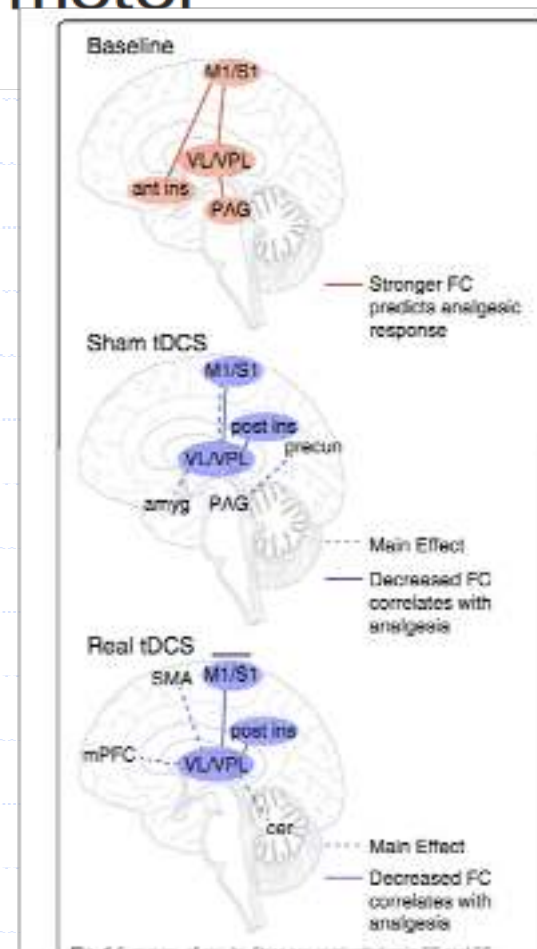 motor
Baseline
M1/S1
VL/VPL
ant ins
PAG
Stronger FC
predicts analgesic
response
Sham tDCS
M1/S1
post ins
precun
VL/VPL
amyg
PAG
Main Effect
Decreased FC
correlates with
analgesis
Real tDCS
SMA
M1/S1
post ins
mPFC
VL/VPL
cer
Main Effect
Decreased FC
correlates with
analgesis